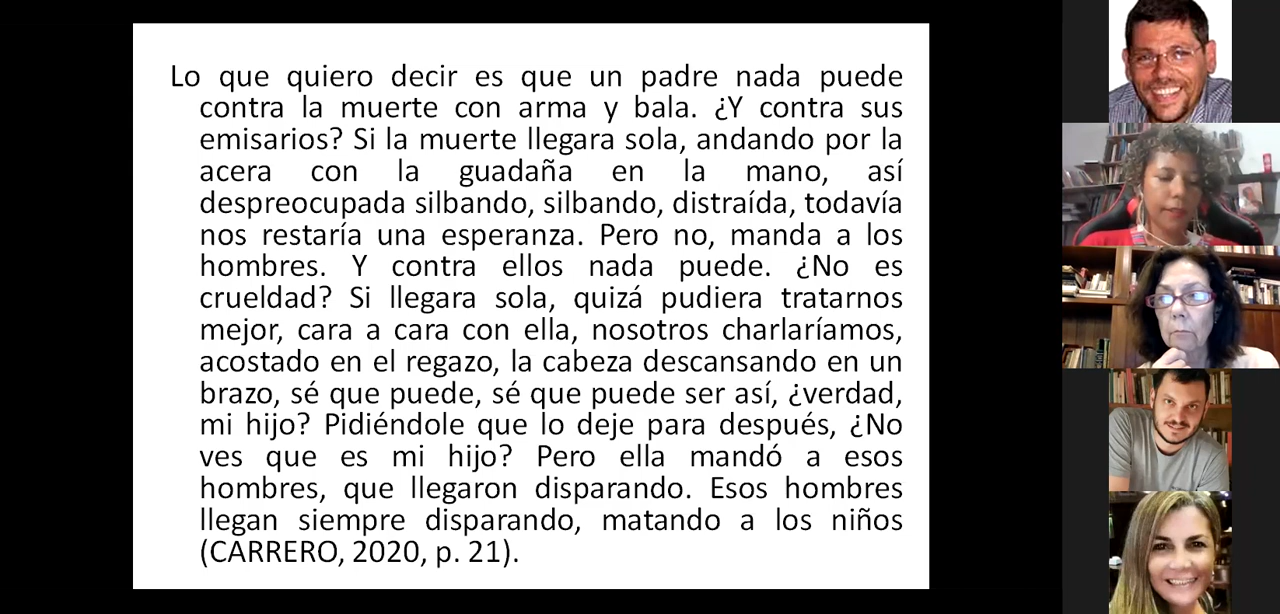 Lo que quiero decir es que un padre nada puede
contra la muerte con arma y bala. ¿Y contra sus
emisarios? Si la muerte llegara sola, andando por la
acera con la guadaña en la mano, así
despreocupada silbando, silbando, distraída, todavía
nos restaría una esperanza. Pero no, manda a los
hombres. Y contra ellos nada puede. ¿No es
crueldad? Si llegara sola, quizá pudiera tratarnos
mejor, cara a cara con ella, nosotros charlaríamos,
acostado en el regazo, la cabeza descansando en un
brazo, sé que puede, sé que puede ser así, ¿verdad,
mi hijo? Pidiéndole que lo deje para después, ¿No
ves que es mi hijo? Pero ella mandó a esos
hombres, que llegaron disparando. Esos hombres
llegan siempre disparando, matando a los niños
(CARRERO, 2020, p. 21).